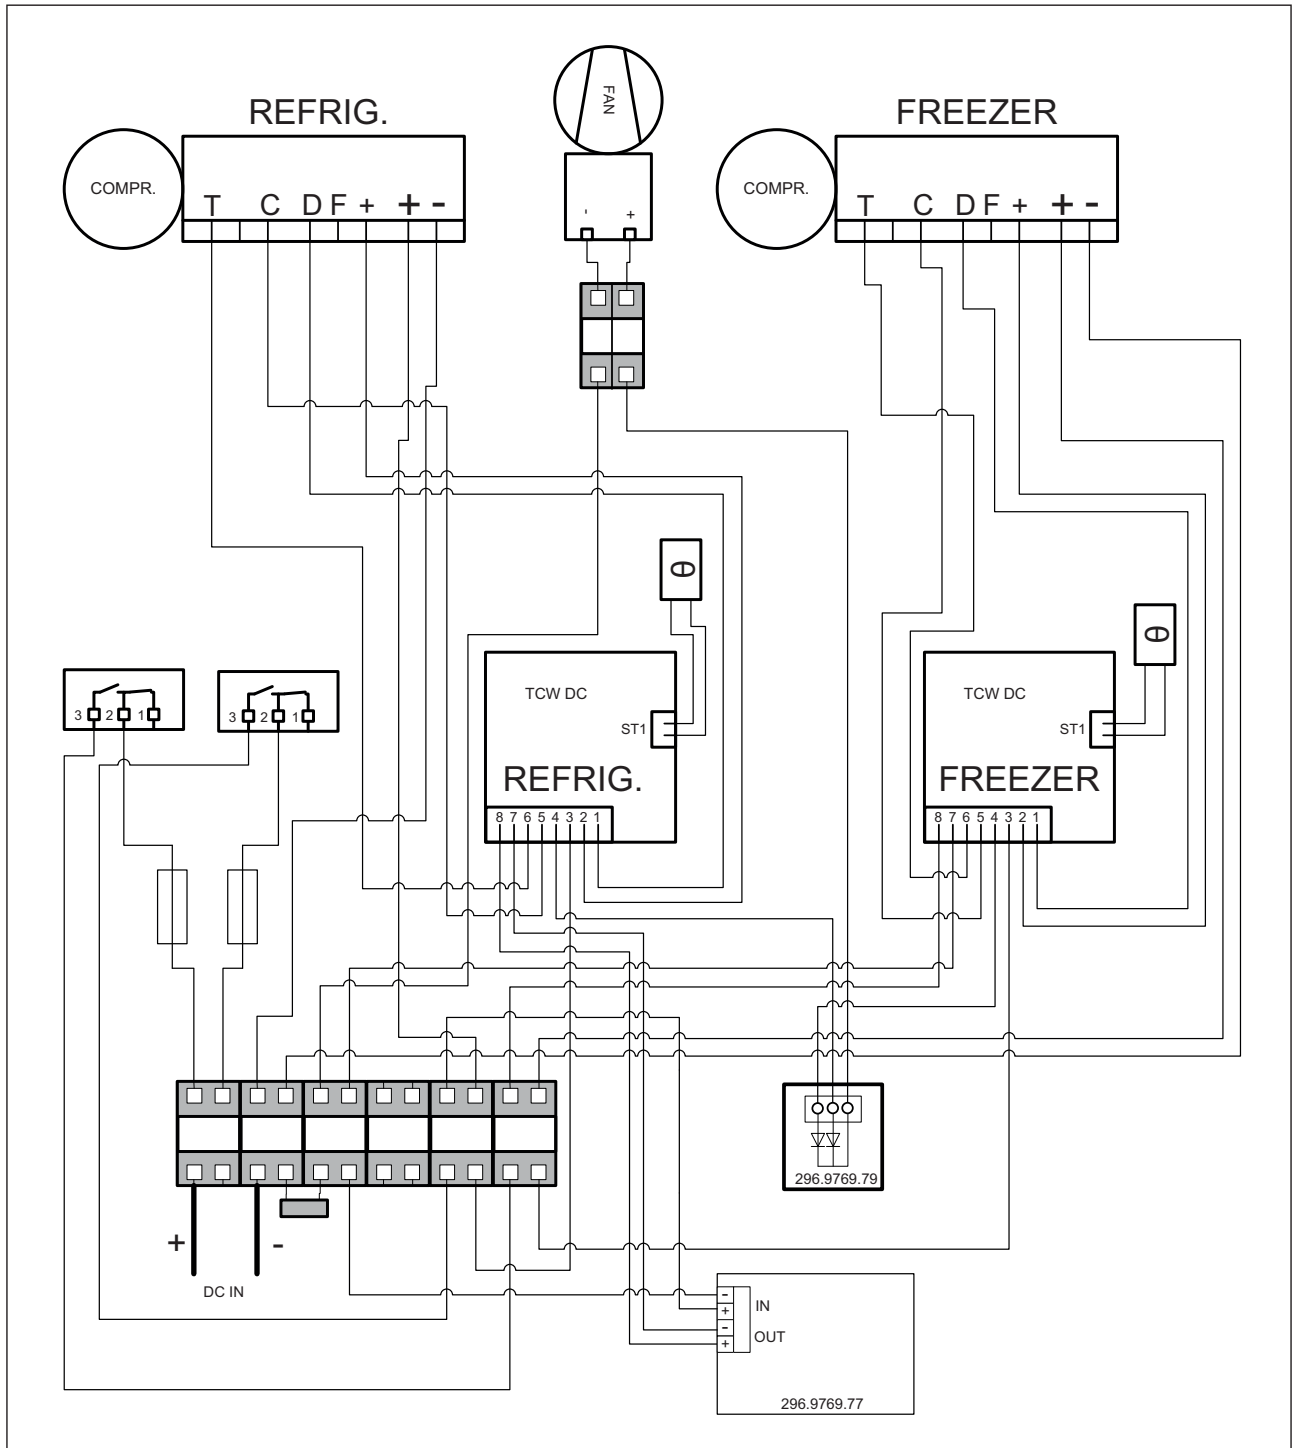 REFRIG.
FAN
FREEZER
COMPR.
T C D F + + -
- +
COMPR.
T C D F + + -
θ
θ
3 2 1
3 2 1
TCW DC
ST1
REFRIG.
8 7 6 5 4 3 2 1
TCW DC
ST1
FREEZER
8 7 6 5 4 3 2 1
296.9769.79
+ -
DC IN
-
+
-
+
IN
OUT
296.9769.77